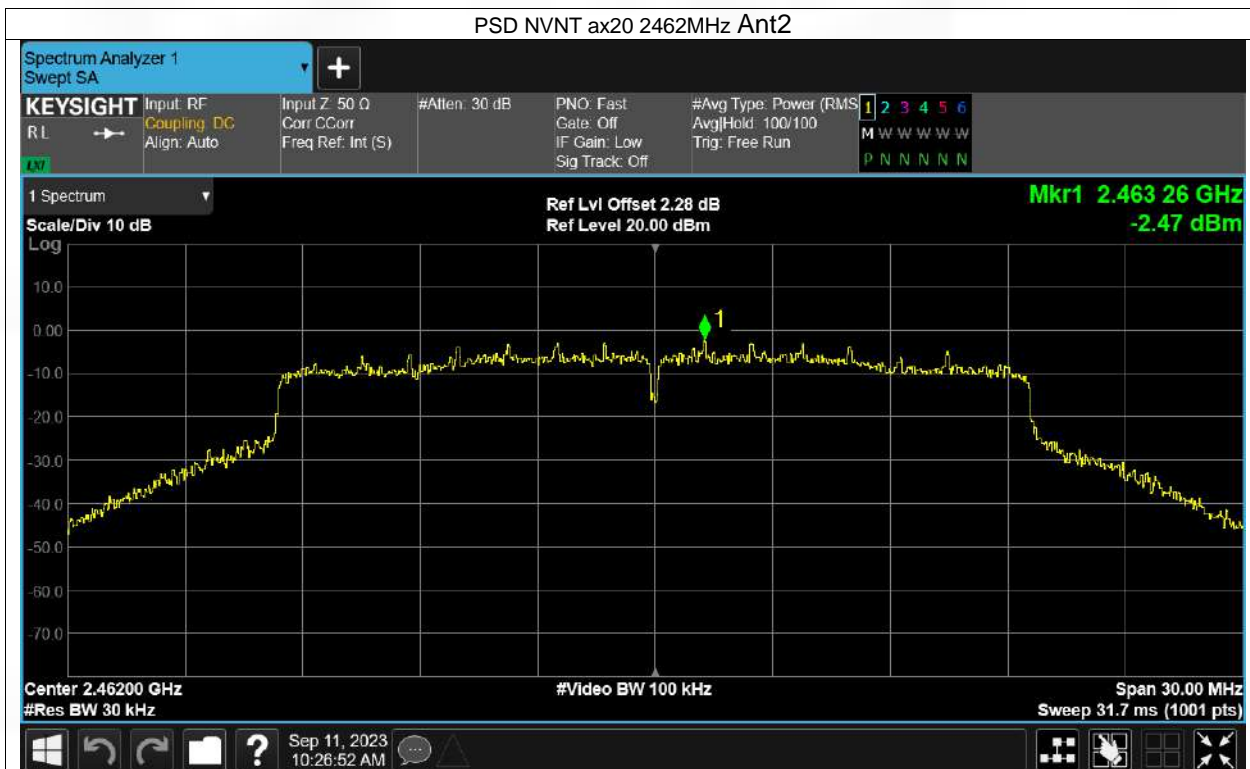 PSD NVNT ax20 2462MHz Ant2
Spectrum Analyzer 1
Swept SA
+
KEYSIGHT
RL
LXI
Input: RF
Coupling: DC
Align: Auto
Input Z: 50 Ω
Corr CCorr
Freq Ref: Int (S)
#Atten: 30 dB
PNO: Fast
Gate: Off
IF Gain: Low
Sig Track: Off
#Avg Type: Power (RMS
Avg|Hold: 100/100
Trig: Free Run
1 2 3 4 5 6
M W W W W W
P N N N N N
1 Spectrum
Scale/Div 10 dB
Log
Ref Lvl Offset 2.28 dB
Ref Level 20.00 dBm
Mkr1 2.463 26 GHz
-2.47 dBm
10.0
0.00
1
-10.0
-20.0
-30.0
-40.0
-50.0
-60.0
-70.0
Center 2.46200 GHz
#Res BW 30 kHz
#Video BW 100 kHz
Span 30.00 MHz
Sweep 31.7 ms (1001 pts)
?
Sep 11, 2023
10:26:52 AM